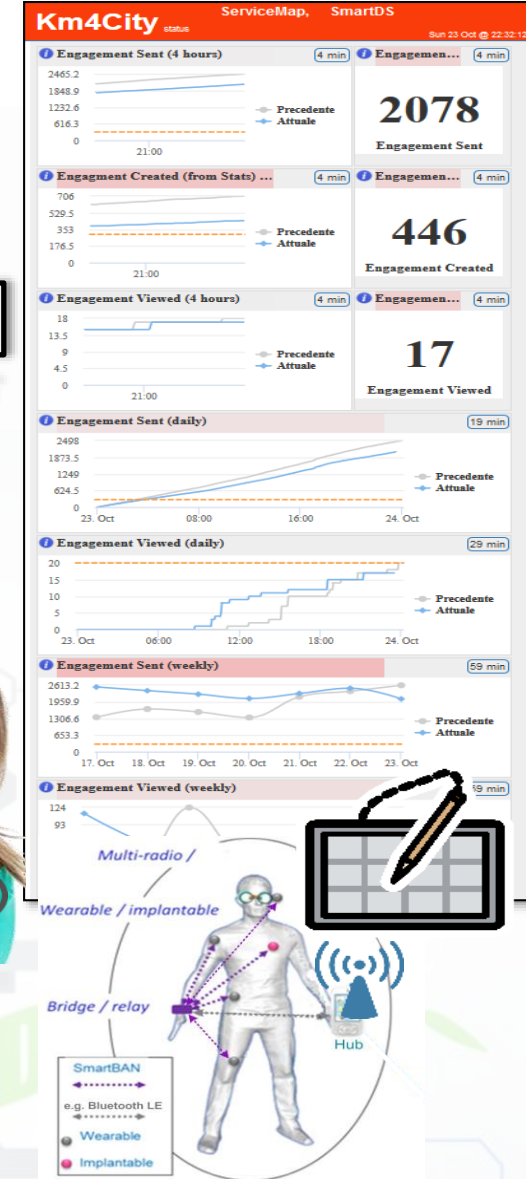 Km4City status
ServiceMap, SmartDS
Sun 23 Oct @ 22:32:12
Engagement Sent (4 hours)
4 min
2465.2
1848.9
1232.6
616.3
0
21:00
Precedente
Attuale
Engagemen...
4 min
2078
Engagement Sent
Engagment Created (from Stats) ...
4 min
706
529.5
353
176.5
0
21:00
Precedente
Attuale
Engagemen...
4 min
446
Engagement Created
Engagement Viewed (4 hours)
4 min
18
13.5
9
4.5
0
21:00
Precedente
Attuale
Engagemen...
4 min
17
Engagement Viewed
Engagement Sent (daily)
19 min
2498
1873.5
1249
624.5
0
23. Oct 08:00 16:00 24. Oct
Precedente
Attuale
Engagement Viewed (daily)
29 min
20
15
10
5
0
23. Oct 06:00 12:00 18:00 24. Oct
Precedente
Attuale
Engagement Sent (weekly)
59 min
2613.2
1959.9
1306.6
653.3
0
17. Oct 18. Oct 19. Oct 20. Oct 21. Oct 22. Oct 23. Oct
Precedente
Attuale
Engagement Viewed (weekly)
59 min
124
93
Multi-radio /
Wearable / implantable
Bridge / relay
Hub
SmartBAN
e.g. Bluetooth LE
Wearable
Implantable